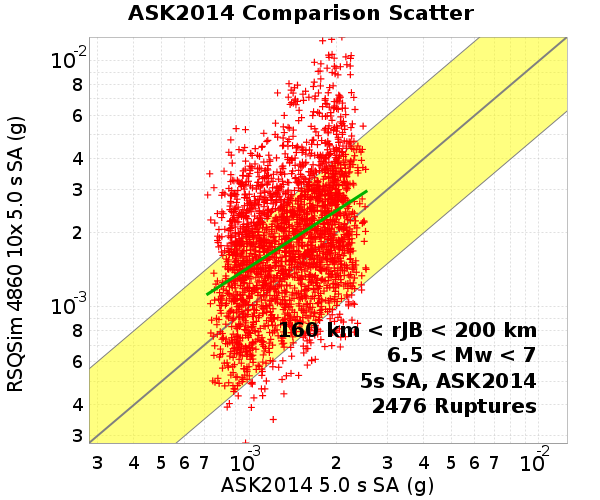 ASK2014 Comparison Scatter
RSQSim 4860 10x 5.0 s SA (g)
10-2
8
6
4
3
2
10-3
8
6
4
3
160 km < rJB < 200 km
6.5 < Mw < 7
5s SA, ASK2014
2476 Ruptures
3 4 5 6 7 10-3 2 3 4 5 6 7 10-2
ASK2014 5.0 s SA (g)